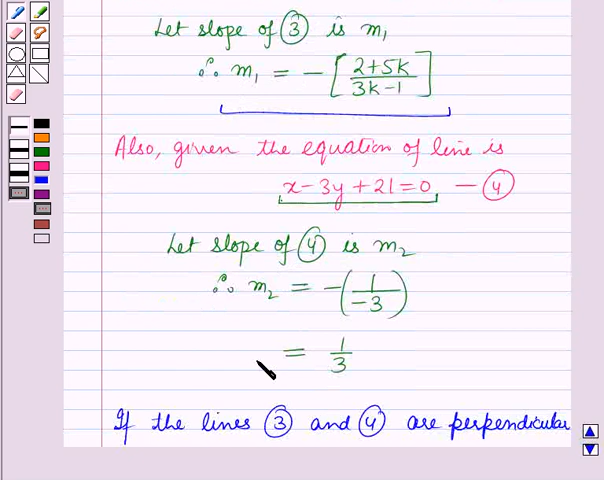 Let slope of ③ is m₁
∴ m₁ = - [ 2+5k / 3k-1 ]
Also, given the equation of line is
x-3y+21=0 — ④
Let slope of ④ is m₂
∴ m₂ = -( 1 / -3 )
= 1/3
If the lines ③ and ④ are perpendicular